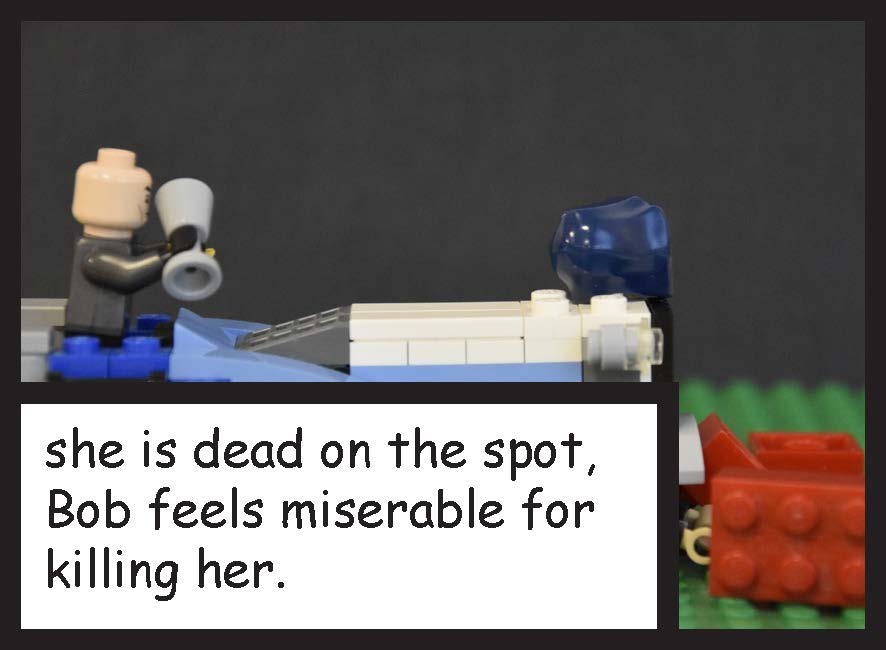 she is dead on the spot,
Bob feels miserable for
killing her.